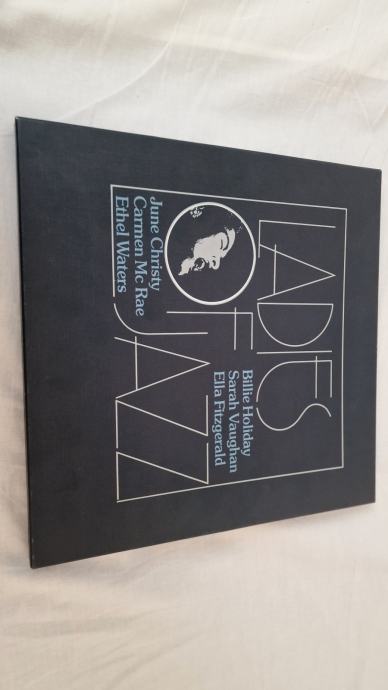 LADIES
Billie Holiday
Sarah Vaughan
Ella Fitzgerald
OF
June Christy
Carmen Mc Rae
Ethel Waters
JAZZ